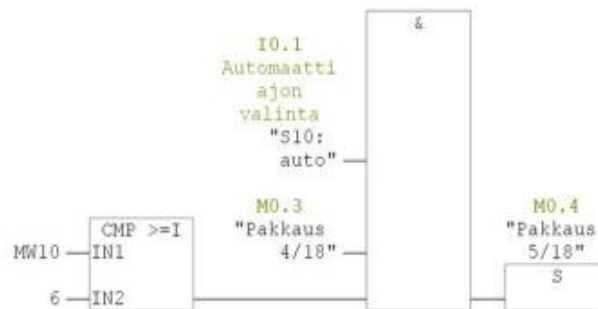 &
I0.1
Automaatti
ajon
valinta
"S10:
auto"
M0.3
"Pakkaus
4/18"
M0.4
"Pakkaus
5/18"
S
CMP >=I
MW10
IN1
6
IN2